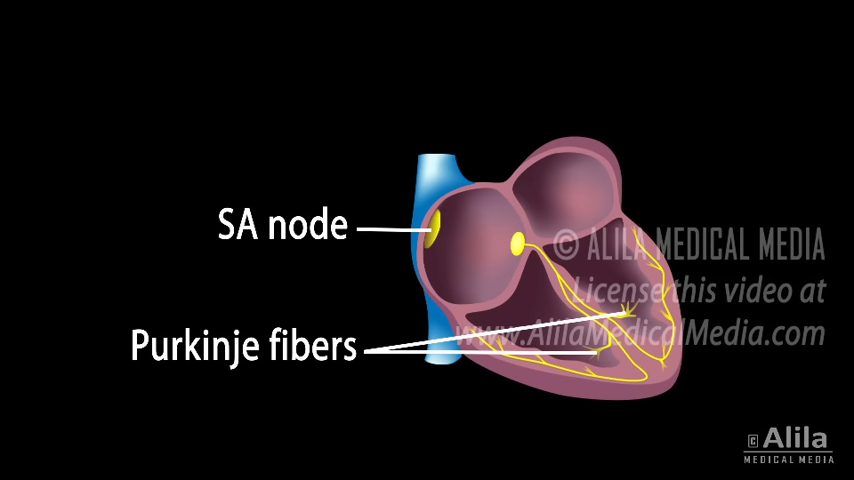 SA node
© ALILA MEDICAL MEDIA
License this video at
www.AlilaMedicalMedia.com
Purkinje fibers
© Alila
MEDICAL MEDIA